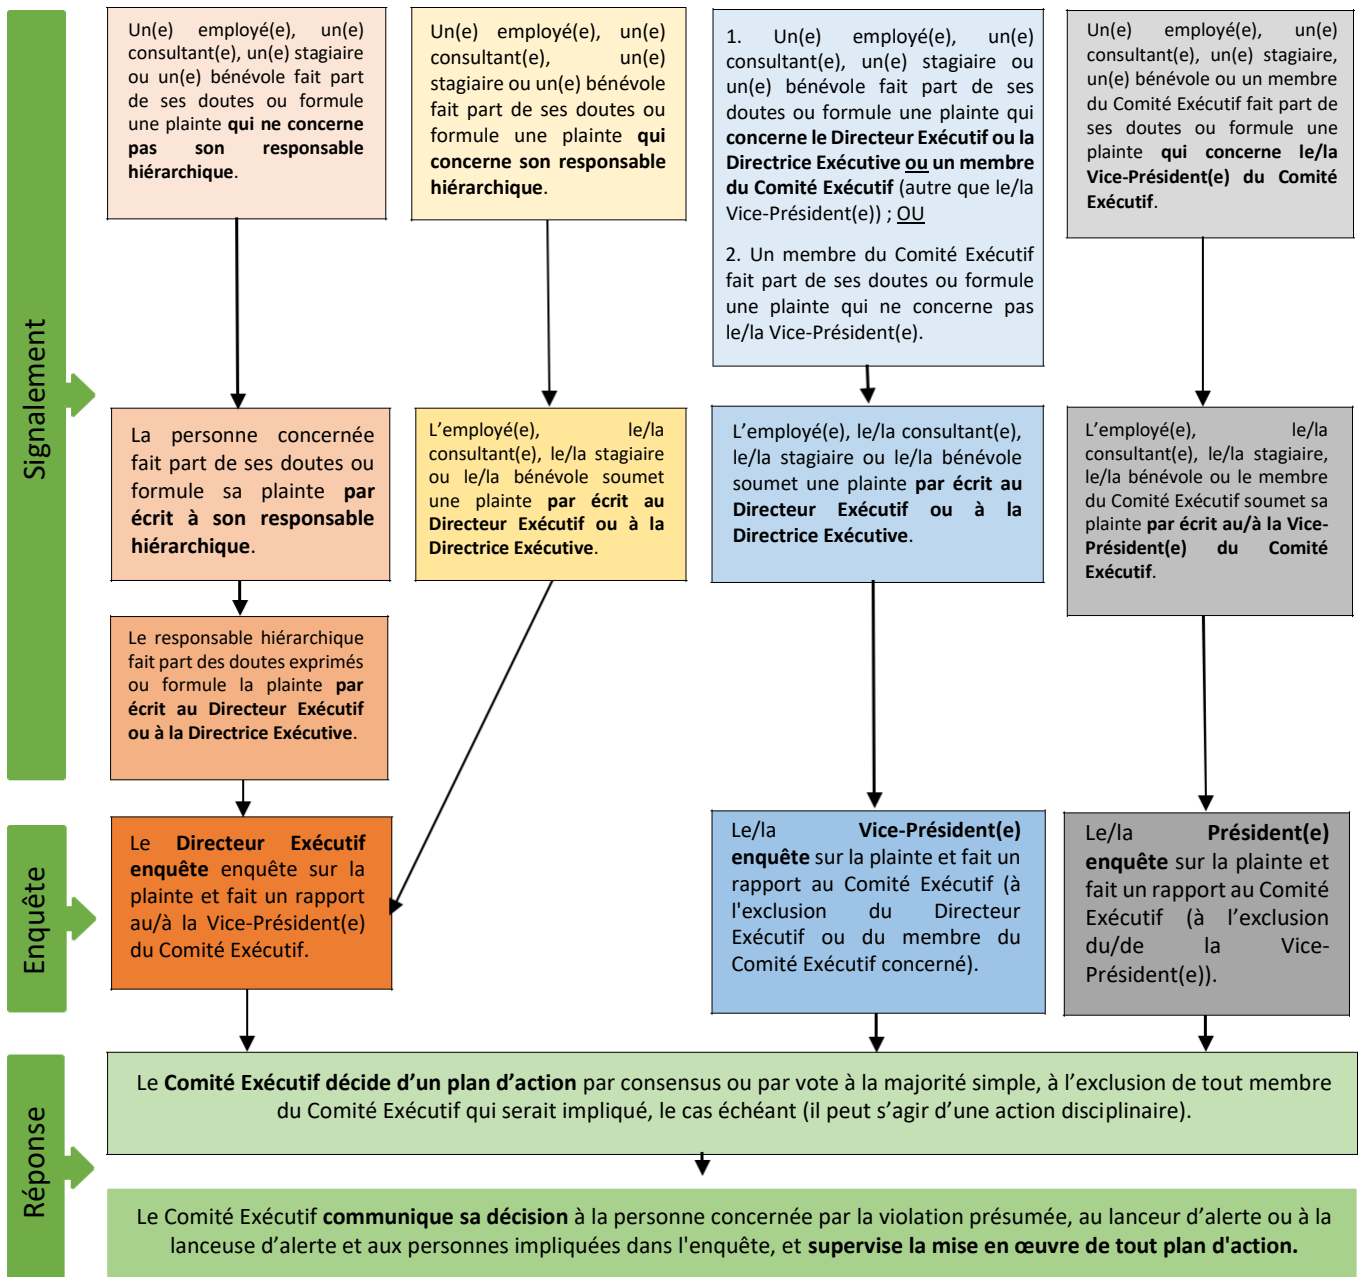 Signalement
Un(e) employé(e), un(e)
consultant(e), un(e) stagiaire
ou un(e) bénévole fait part
de ses doutes ou formule
une plainte qui ne concerne
pas son responsable
hiérarchique.
Un(e) employé(e), un(e)
consultant(e), un(e)
stagiaire ou un(e) bénévole
fait part de ses doutes ou
formule une plainte qui
concerne son responsable
hiérarchique.
1. Un(e) employé(e), un(e)
consultant(e), un(e) stagiaire ou
un(e) bénévole fait part de ses
doutes ou formule une plainte qui
concerne le Directeur Exécutif ou la
Directrice Exécutive ou un membre
du Comité Exécutif (autre que le/la
Vice-Président(e)) ; OU
2. Un membre du Comité Exécutif
fait part de ses doutes ou formule
une plainte qui ne concerne pas
le/la Vice-Président(e).
Un(e) employé(e), un(e)
consultant(e), un(e) stagiaire,
un(e) bénévole ou un membre
du Comité Exécutif fait part de
ses doutes ou formule une
plainte qui concerne le/la
Vice-Président(e) du Comité
Exécutif.
La personne concernée
fait part de ses doutes ou
formule sa plainte par
écrit à son responsable
hiérarchique.
L’employé(e), le/la
consultant(e), le/la stagiaire
ou le/la bénévole soumet
une plainte par écrit au
Directeur Exécutif ou à la
Directrice Exécutive.
L’employé(e), le/la consultant(e),
le/la stagiaire ou le/la bénévole
soumet une plainte par écrit au
Directeur Exécutif ou à la
Directrice Exécutive.
L’employé(e), le/la
consultant(e), le/la stagiaire,
le/la bénévole ou le membre
du Comité Exécutif soumet sa
plainte par écrit au/à la Vice-
Président(e) du Comité
Exécutif.
Le responsable hiérarchique
fait part des doutes exprimés
ou formule la plainte par
écrit au Directeur Exécutif
ou à la Directrice Exécutive.
Enquête
Le Directeur Exécutif
enquête enquête sur la
plainte et fait un rapport
au/à la Vice-Président(e)
du Comité Exécutif.
Le/la Vice-Président(e)
enquête sur la plainte et fait un
rapport au Comité Exécutif (à
l'exclusion du Directeur
Exécutif ou du membre du
Comité Exécutif concerné).
Le/la Président(e)
enquête sur la plainte et
fait un rapport au Comité
Exécutif (à l’exclusion
du/de la Vice-
Président(e)).
Réponse
Le Comité Exécutif décide d’un plan d’action par consensus ou par vote à la majorité simple, à l’exclusion de tout membre
du Comité Exécutif qui serait impliqué, le cas échéant (il peut s’agir d’une action disciplinaire).
Le Comité Exécutif communique sa décision à la personne concernée par la violation présumée, au lanceur d’alerte ou à la
lanceuse d’alerte et aux personnes impliquées dans l'enquête, et supervise la mise en œuvre de tout plan d'action.